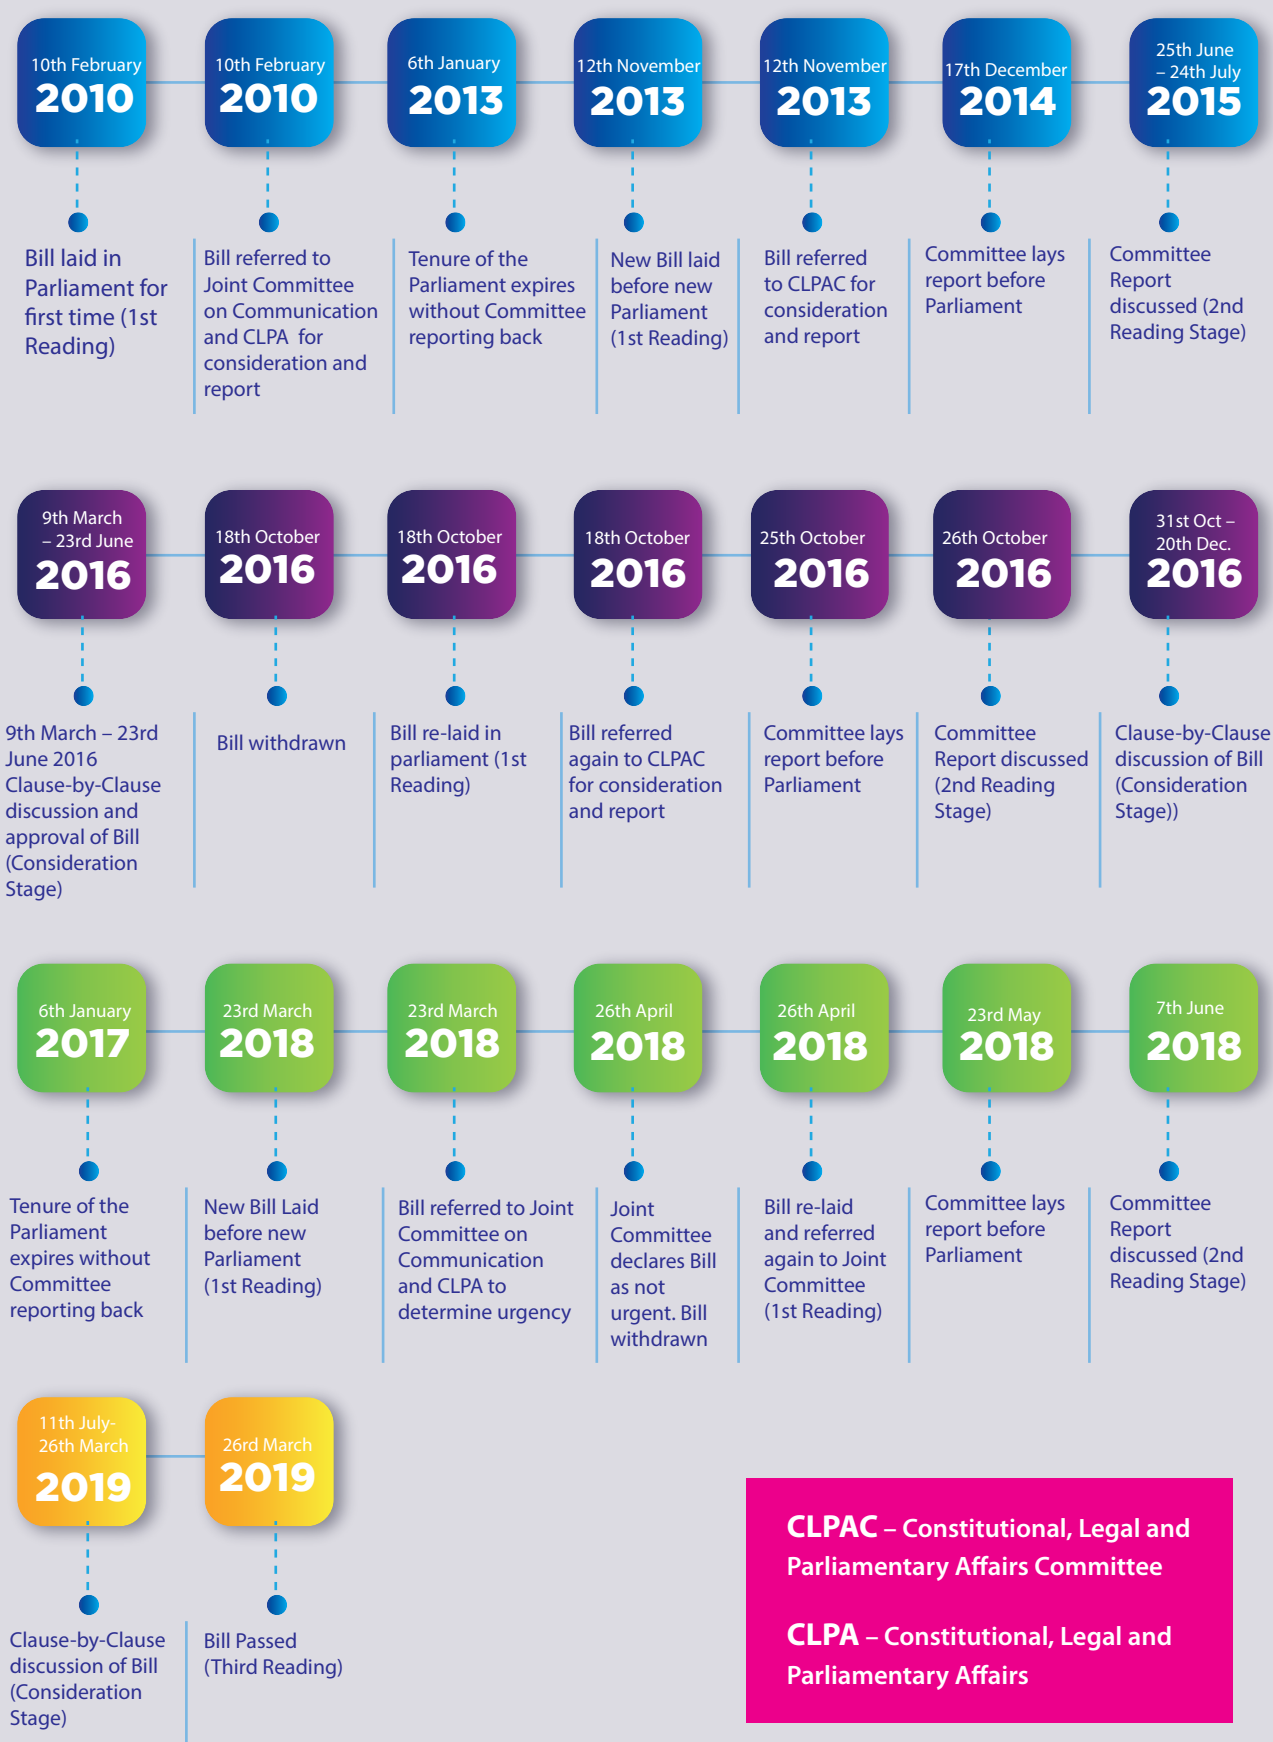 10th February
2010
10th February
2010
6th January
2013
12th November
2013
12th November
2013
17th December
2014
25th June
– 24th July
2015
Bill laid in
Parliament for
first time (1st
Reading)
Bill referred to
Joint Committee
on Communication
and CLPA for
consideration and
report
Tenure of the
Parliament expires
without Committee
reporting back
New Bill laid
before new
Parliament
(1st Reading)
Bill referred
to CLPAC for
consideration
and report
Committee lays
report before
Parliament
Committee
Report
discussed (2nd
Reading Stage)
9th March
– 23rd June
2016
18th October
2016
18th October
2016
18th October
2016
25th October
2016
26th October
2016
31st Oct –
20th Dec.
2016
9th March – 23rd
June 2016
Clause-by-Clause
discussion and
approval of Bill
(Consideration
Stage)
Bill withdrawn
Bill re-laid in
parliament (1st
Reading)
Bill referred
again to CLPAC
for consideration
and report
Committee lays
report before
Parliament
Committee
Report discussed
(2nd Reading
Stage)
Clause-by-Clause
discussion of Bill
(Consideration
Stage))
6th January
2017
23rd March
2018
23rd March
2018
26th April
2018
26th April
2018
23rd May
2018
7th June
2018
Tenure of the
Parliament
expires without
Committee
reporting back
New Bill Laid
before new
Parliament
(1st Reading)
Bill referred to Joint
Committee on
Communication
and CLPA to
determine urgency
Joint
Committee
declares Bill
as not
urgent. Bill
withdrawn
Bill re-laid
and referred
again to Joint
Committee
(1st Reading)
Committee lays
report before
Parliament
Committee
Report
discussed (2nd
Reading Stage)
11th July-
26th March
2019
26rd March
2019
Clause-by-Clause
discussion of Bill
(Consideration
Stage)
Bill Passed
(Third Reading)
CLPAC – Constitutional, Legal and
Parliamentary Affairs Committee
CLPA – Constitutional, Legal and
Parliamentary Affairs